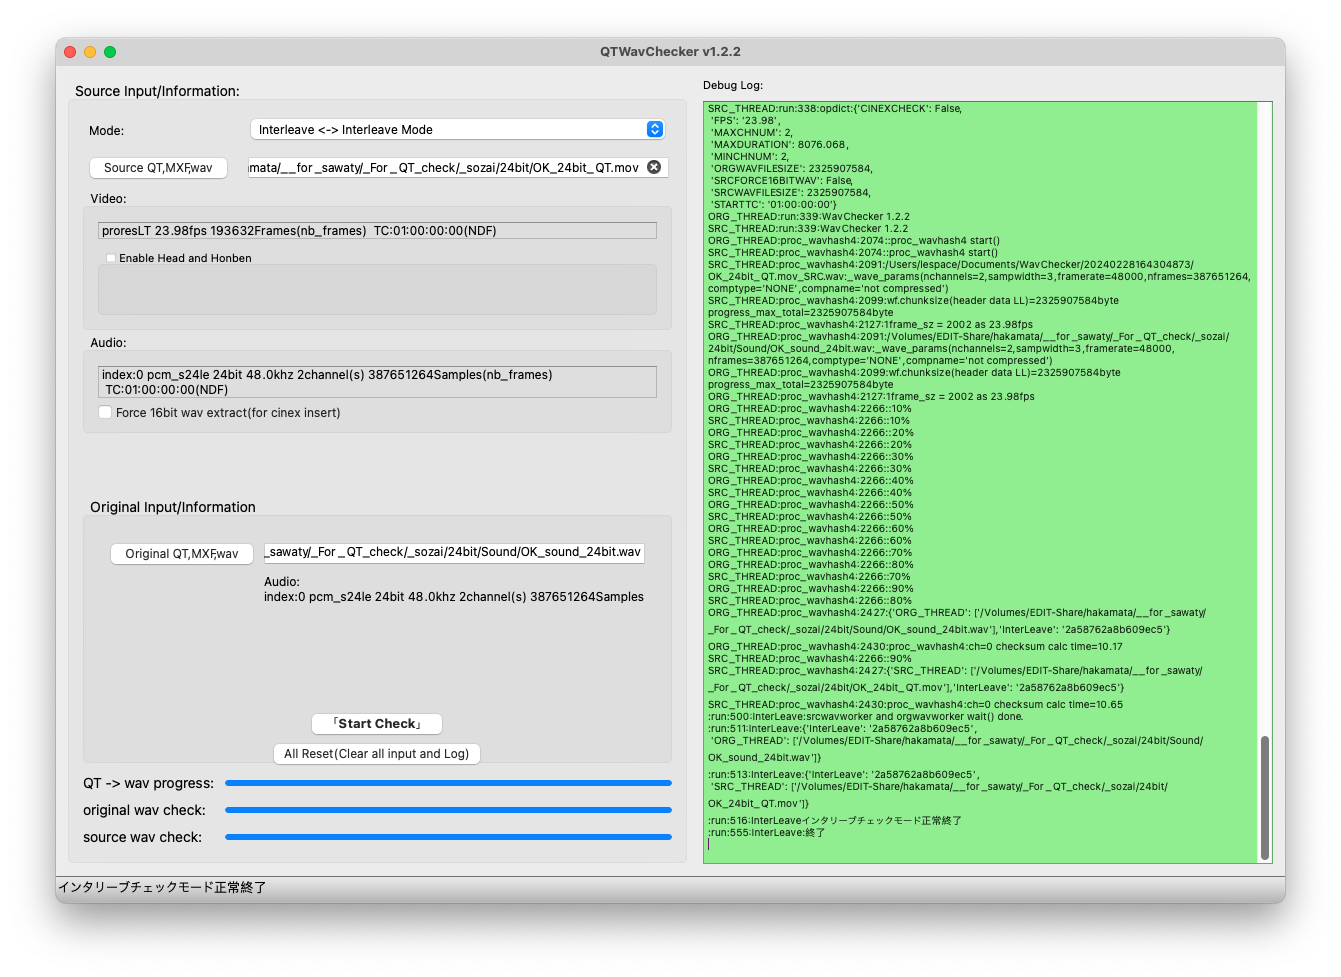 QTWavChecker v1.2.2
Source Input/Information:
Mode:
Interleave <-> Interleave Mode
Source QT,MXF,wav
mata/__for_sawaty/_For_QT_check/_sozai/24bit/OK_24bit_QT.mov
Video:
proresLT 23.98fps 193632Frames(nb_frames)  TC:01:00:00:00(NDF)
Enable Head and Honben
Audio:
index:0 pcm_s24le 24bit 48.0khz 2channel(s) 387651264Samples(nb_frames)
TC:01:00:00:00(NDF)
Force 16bit wav extract(for cinex insert)
Original Input/Information
Original QT,MXF,wav
_sawaty/_For_QT_check/_sozai/24bit/Sound/OK_sound_24bit.wav
Audio:
index:0 pcm_s24le 24bit 48.0khz 2channel(s) 387651264Samples
「Start Check」
All Reset(Clear all input and Log)
QT -> wav progress:
original wav check:
source wav check:
Debug Log:
SRC_THREAD:run:338:opdict:{'CINEXCHECK': False,
'FPS': '23.98',
'MAXCHNUM': 2,
'MAXDURATION': 8076.068,
'MINCHNUM': 2,
'ORGWAVFILESIZE': 2325907584,
'SRCFORCE16BITWAV': False,
'SRCWAVFILESIZE': 2325907584,
'STARTTC': '01:00:00:00'}
ORG_THREAD:run:339:WavChecker 1.2.2
SRC_THREAD:run:339:WavChecker 1.2.2
ORG_THREAD:proc_wavhash4:2074::proc_wavhash4 start()
SRC_THREAD:proc_wavhash4:2074::proc_wavhash4 start()
SRC_THREAD:proc_wavhash4:2091:/Users/lespace/Documents/WavChecker/20240228164304873/
OK_24bit_QT.mov_SRC.wav:_wave_params(nchannels=2,sampwidth=3,framerate=48000,nframes=387651264,
comptype='NONE',compname='not compressed')
SRC_THREAD:proc_wavhash4:2099:wf.chunksize(header data LL)=2325907584byte
progress_max_total=2325907584byte
SRC_THREAD:proc_wavhash4:2127:1frame_sz = 2002 as 23.98fps
ORG_THREAD:proc_wavhash4:2091:/Volumes/EDIT-Share/hakamata/__for_sawaty/_For_QT_check/_sozai/
24bit/Sound/OK_sound_24bit.wav:_wave_params(nchannels=2,sampwidth=3,framerate=48000,
nframes=387651264,comptype='NONE',compname='not compressed')
ORG_THREAD:proc_wavhash4:2099:wf.chunksize(header data LL)=2325907584byte
progress_max_total=2325907584byte
ORG_THREAD:proc_wavhash4:2127:1frame_sz = 2002 as 23.98fps
ORG_THREAD:proc_wavhash4:2266::10%
SRC_THREAD:proc_wavhash4:2266::10%
ORG_THREAD:proc_wavhash4:2266::20%
SRC_THREAD:proc_wavhash4:2266::20%
ORG_THREAD:proc_wavhash4:2266::30%
SRC_THREAD:proc_wavhash4:2266::30%
ORG_THREAD:proc_wavhash4:2266::40%
SRC_THREAD:proc_wavhash4:2266::40%
ORG_THREAD:proc_wavhash4:2266::50%
SRC_THREAD:proc_wavhash4:2266::50%
ORG_THREAD:proc_wavhash4:2266::60%
SRC_THREAD:proc_wavhash4:2266::60%
ORG_THREAD:proc_wavhash4:2266::70%
ORG_THREAD:proc_wavhash4:2266::80%
SRC_THREAD:proc_wavhash4:2266::70%
ORG_THREAD:proc_wavhash4:2266::90%
SRC_THREAD:proc_wavhash4:2266::80%
ORG_THREAD:proc_wavhash4:2427:{'ORG_THREAD': ['/Volumes/EDIT-Share/hakamata/__for_sawaty/
_For_QT_check/_sozai/24bit/Sound/OK_sound_24bit.wav'],'InterLeave': '2a58762a8b609ec5'}
ORG_THREAD:proc_wavhash4:2430:proc_wavhash4:ch=0 checksum calc time=10.17
SRC_THREAD:proc_wavhash4:2266::90%
SRC_THREAD:proc_wavhash4:2427:{'SRC_THREAD': ['/Volumes/EDIT-Share/hakamata/__for_sawaty/
_For_QT_check/_sozai/24bit/OK_24bit_QT.mov'],'InterLeave': '2a58762a8b609ec5'}
SRC_THREAD:proc_wavhash4:2430:proc_wavhash4:ch=0 checksum calc time=10.65
:run:500:InterLeave:srcwavworker and orgwavworker wait() done.
:run:511:InterLeave:{'InterLeave': '2a58762a8b609ec5',
'ORG_THREAD': ['/Volumes/EDIT-Share/hakamata/__for_sawaty/_For_QT_check/_sozai/24bit/Sound/
OK_sound_24bit.wav']}
:run:513:InterLeave:{'InterLeave': '2a58762a8b609ec5',
'SRC_THREAD': ['/Volumes/EDIT-Share/hakamata/__for_sawaty/_For_QT_check/_sozai/24bit/
OK_24bit_QT.mov']}
:run:516:InterLeaveインタリーブチェックモード正常終了
:run:555:InterLeave:終了
インタリーブチェックモード正常終了